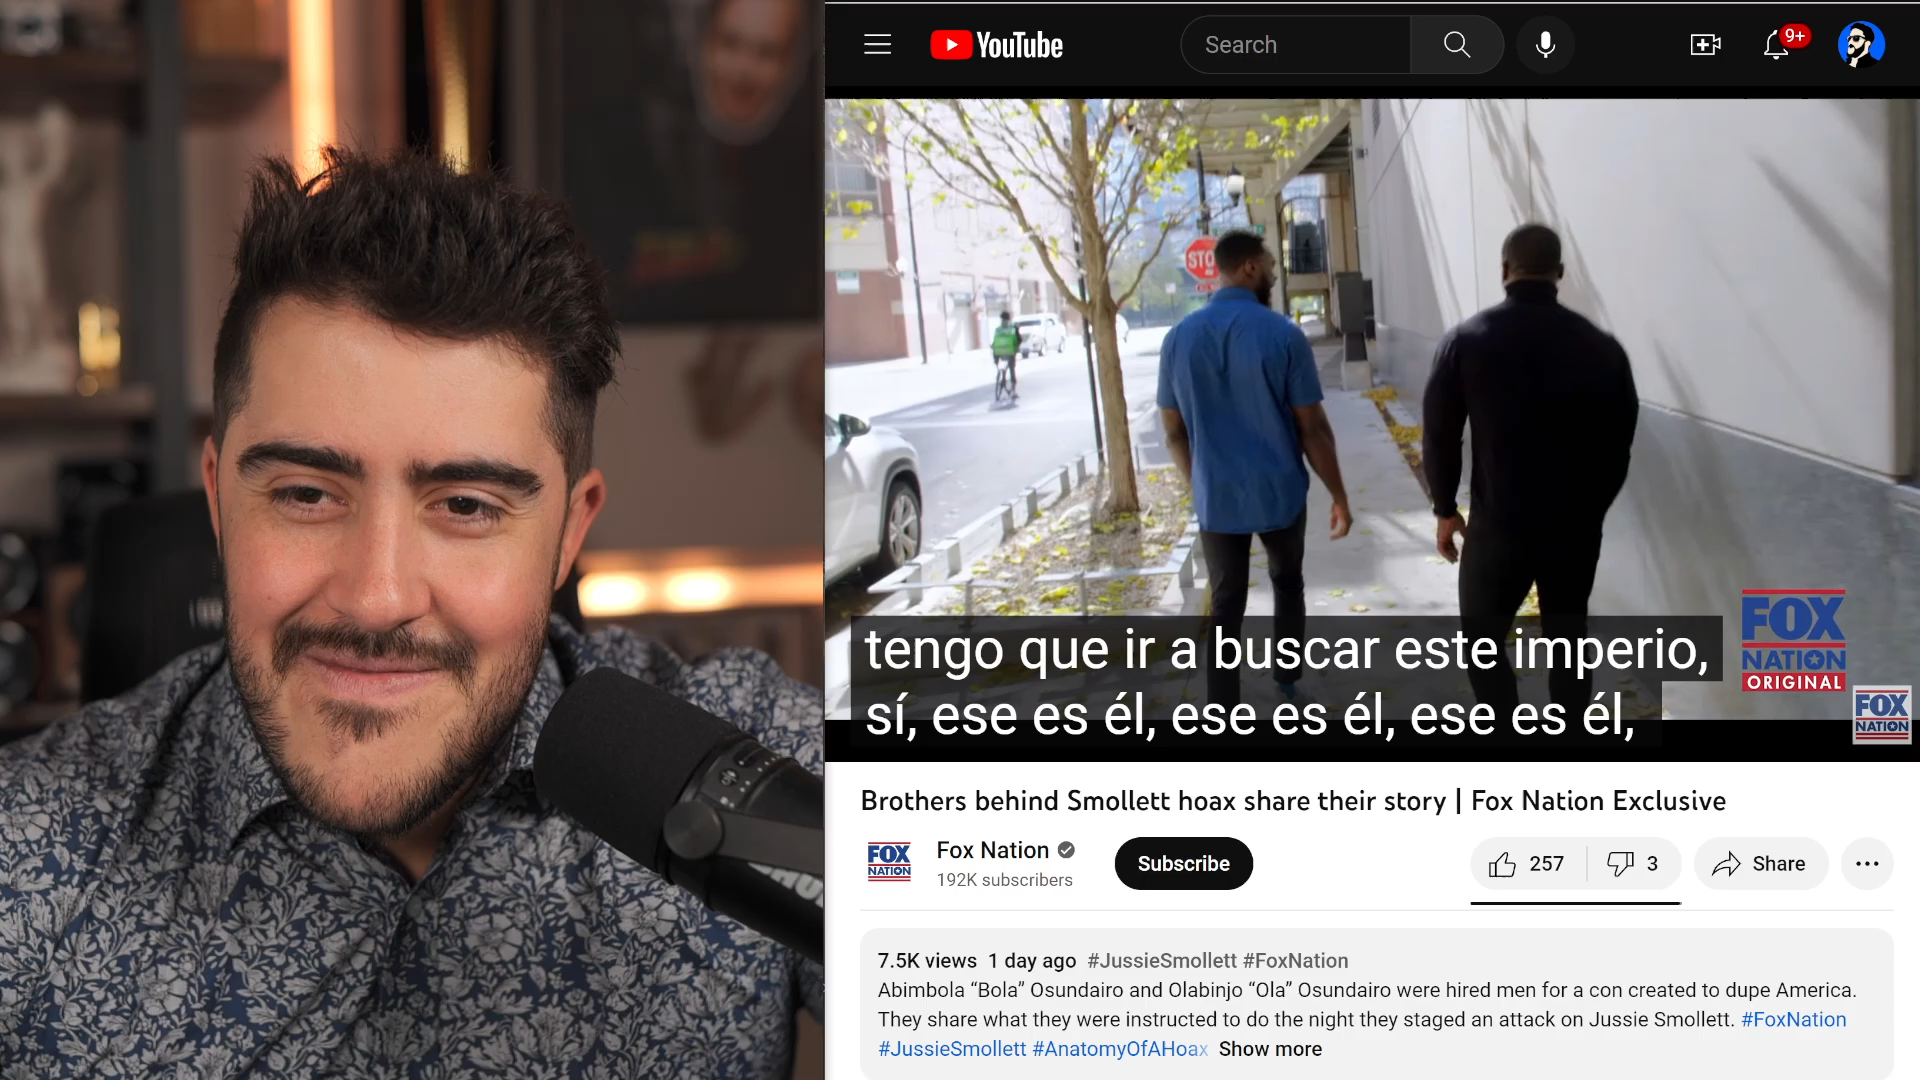 YouTube
Search
9+
STO
tengo que ir a buscar este imperio,
sí, ese es él, ese es él, ese es él,
FOX
NATION
ORIGINAL
FOX
NATION
Brothers behind Smollett hoax share their story | Fox Nation Exclusive
FOX
NATION
Fox Nation
192K subscribers
Subscribe
257
3
Share
7.5K views 1 day ago #JussieSmollett #FoxNation
Abimbola “Bola” Osundairo and Olabinjo “Ola” Osundairo were hired men for a con created to dupe America.
They share what they were instructed to do the night they staged an attack on Jussie Smollett. #FoxNation
#JussieSmollett #AnatomyOfAHoax Show more